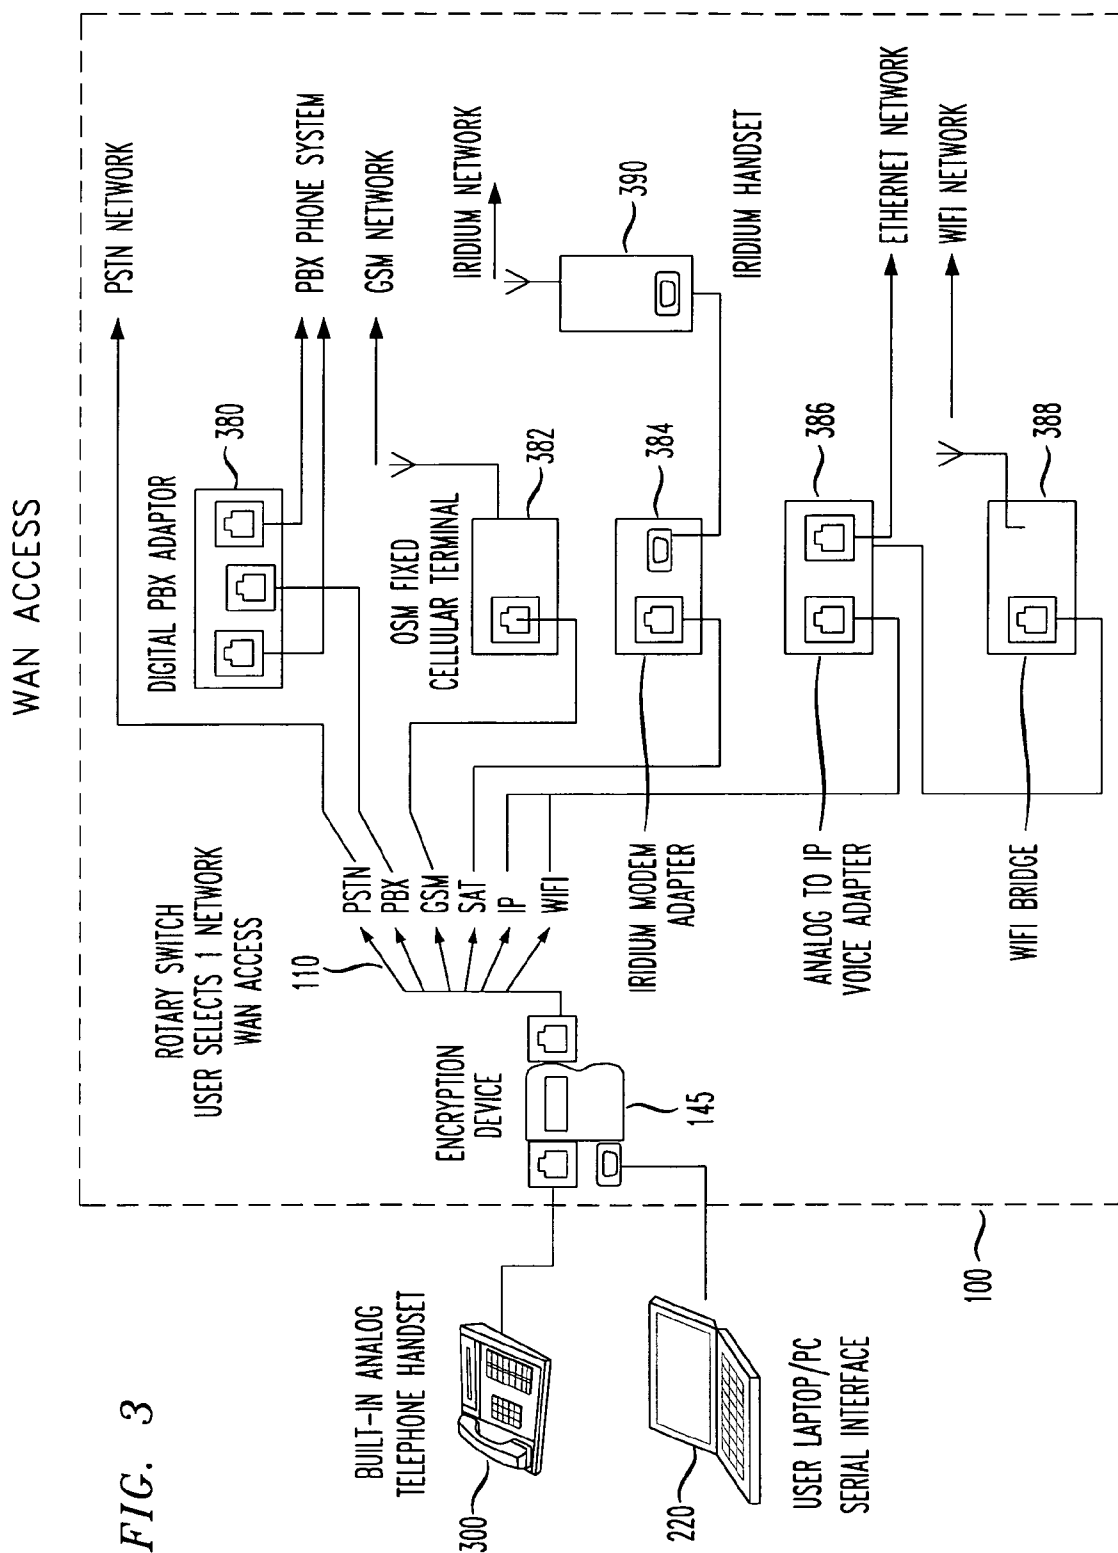 WAN ACCESS
FIG. 3
PSTN NETWORK
PBX PHONE SYSTEM
GSM NETWORK
IRIDIUM NETWORK
390
IRIDIUM HANDSET
ETHERNET NETWORK
WIFI NETWORK
DIGITAL PBX ADAPTOR
380
OSM FIXED
CELLULAR TERMINAL
382
384
386
388
ROTARY SWITCH
USER SELECTS 1 NETWORK
WAN ACCESS
110
PSTN
PBX
GSM
SAT
IP
WIFI
IRIDIUM MODEM
ADAPTER
ANALOG TO IP
VOICE ADAPTER
WIFI BRIDGE
ENCRYPTION
DEVICE
145
100
BUILT-IN ANALOG
TELEPHONE HANDSET
300
220
USER LAPTOP/PC
SERIAL INTERFACE